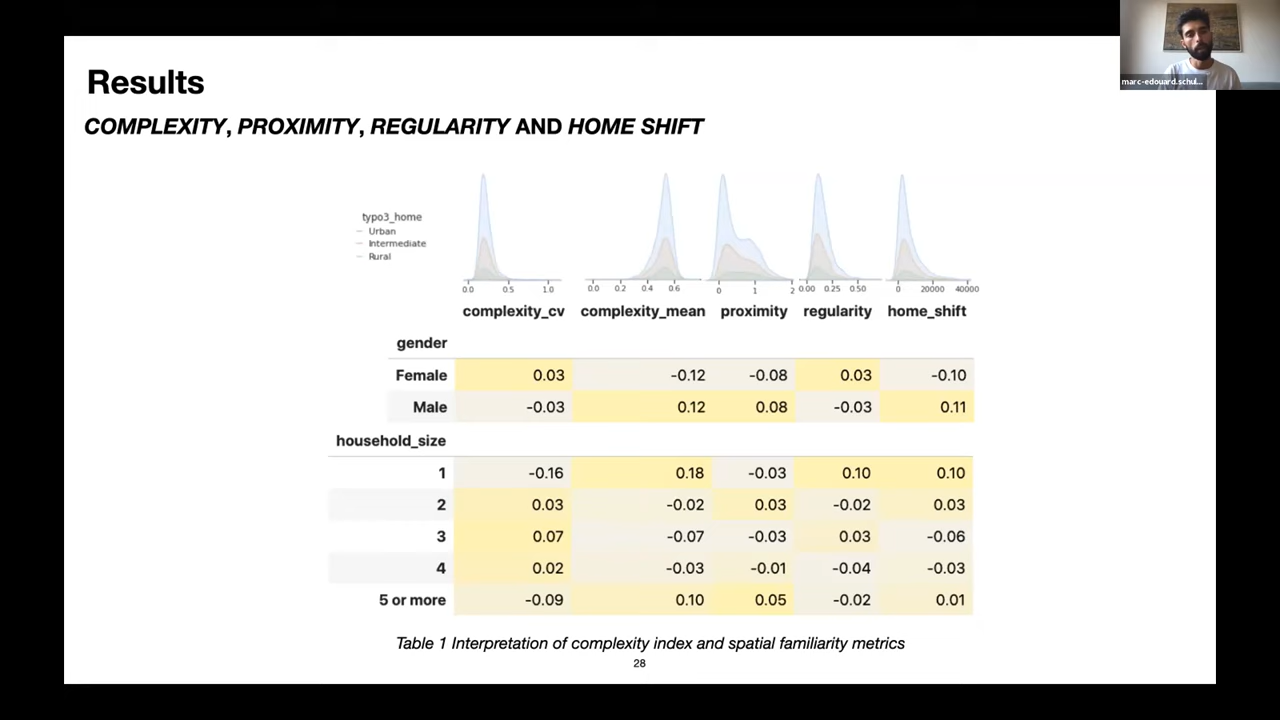 marc-edouard.schul...
Results
COMPLEXITY, PROXIMITY, REGULARITY AND HOME SHIFT
typo3_home
Urban
Intermediate
Rural
0.0 0.5 1.0 0.0 0.2 0.4 0.6 0 1 2 0.00 0.25 0.50 0 20000 40000
complexity_cv complexity_mean proximity regularity home_shift
gender
Female 0.03 -0.12 -0.08 0.03 -0.10
Male -0.03 0.12 0.08 -0.03 0.11
household_size
1 -0.16 0.18 -0.03 0.10 0.10
2 0.03 -0.02 0.03 -0.02 0.03
3 0.07 -0.07 -0.03 0.03 -0.06
4 0.02 -0.03 -0.01 -0.04 -0.03
5 or more -0.09 0.10 0.05 -0.02 0.01
Table 1 Interpretation of complexity index and spatial familiarity metrics
28